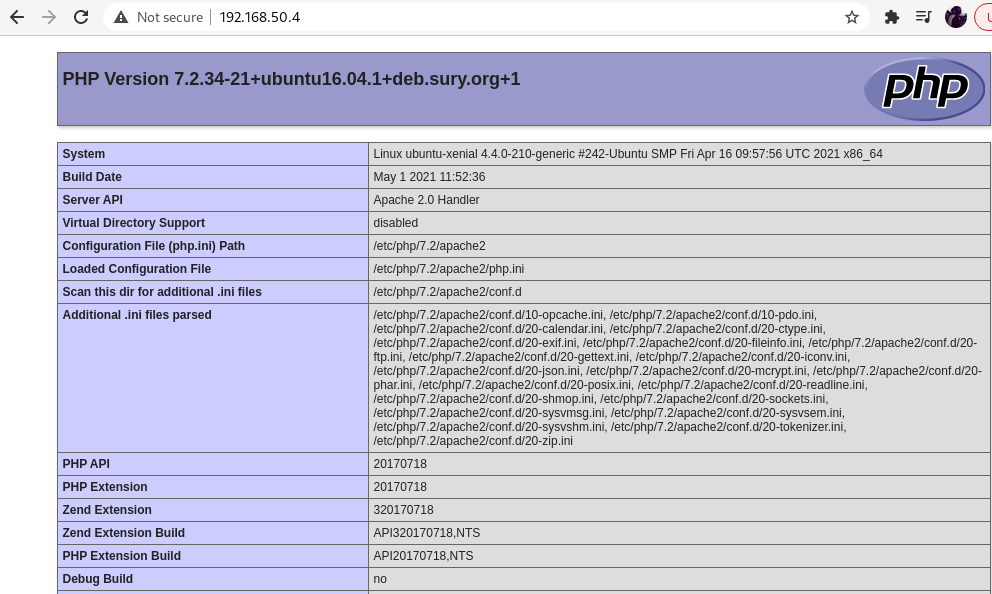 Not secure | 192.168.50.4
PHP Version 7.2.34-21+ubuntu16.04.1+deb.sury.org+1
php
System Linux ubuntu-xenial 4.4.0-210-generic #242-Ubuntu SMP Fri Apr 16 09:57:56 UTC 2021 x86_64
Build Date May 1 2021 11:52:36
Server API Apache 2.0 Handler
Virtual Directory Support disabled
Configuration File (php.ini) Path /etc/php/7.2/apache2
Loaded Configuration File /etc/php/7.2/apache2/php.ini
Scan this dir for additional .ini files /etc/php/7.2/apache2/conf.d
Additional .ini files parsed /etc/php/7.2/apache2/conf.d/10-opcache.ini, /etc/php/7.2/apache2/conf.d/10-pdo.ini,
/etc/php/7.2/apache2/conf.d/20-calendar.ini, /etc/php/7.2/apache2/conf.d/20-ctype.ini,
/etc/php/7.2/apache2/conf.d/20-exif.ini, /etc/php/7.2/apache2/conf.d/20-fileinfo.ini, /etc/php/7.2/apache2/conf.d/20-
ftp.ini, /etc/php/7.2/apache2/conf.d/20-gettext.ini, /etc/php/7.2/apache2/conf.d/20-iconv.ini,
/etc/php/7.2/apache2/conf.d/20-json.ini, /etc/php/7.2/apache2/conf.d/20-mcrypt.ini, /etc/php/7.2/apache2/conf.d/20-
phar.ini, /etc/php/7.2/apache2/conf.d/20-posix.ini, /etc/php/7.2/apache2/conf.d/20-readline.ini,
/etc/php/7.2/apache2/conf.d/20-shmop.ini, /etc/php/7.2/apache2/conf.d/20-sockets.ini,
/etc/php/7.2/apache2/conf.d/20-sysvmsg.ini, /etc/php/7.2/apache2/conf.d/20-sysvsem.ini,
/etc/php/7.2/apache2/conf.d/20-sysvshm.ini, /etc/php/7.2/apache2/conf.d/20-tokenizer.ini,
/etc/php/7.2/apache2/conf.d/20-zip.ini
PHP API 20170718
PHP Extension 20170718
Zend Extension 320170718
Zend Extension Build API320170718,NTS
PHP Extension Build API20170718,NTS
Debug Build no